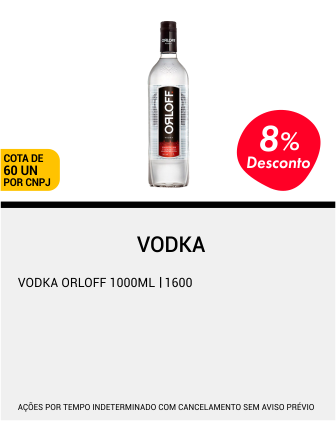 ORLOFF
ORLOFF
8%
Desconto
COTA DE
60 UN
POR CNPJ
VODKA
VODKA ORLOFF 1000ML |1600
AÇÕES POR TEMPO INDETERMINADO COM CANCELAMENTO SEM AVISO PRÉVIO